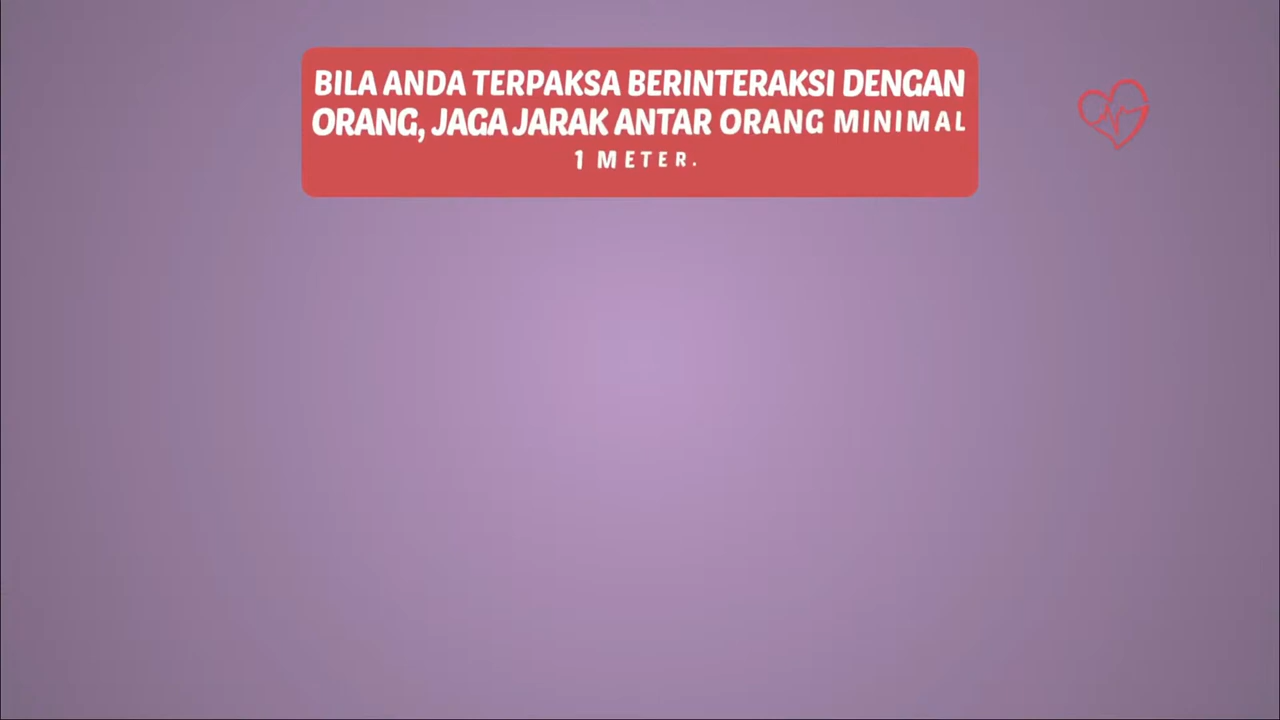 BILA ANDA TERPAKSA BERINTERAKSI DENGAN
ORANG, JAGA JARAK ANTAR ORANG MINIMAL
1 METER.